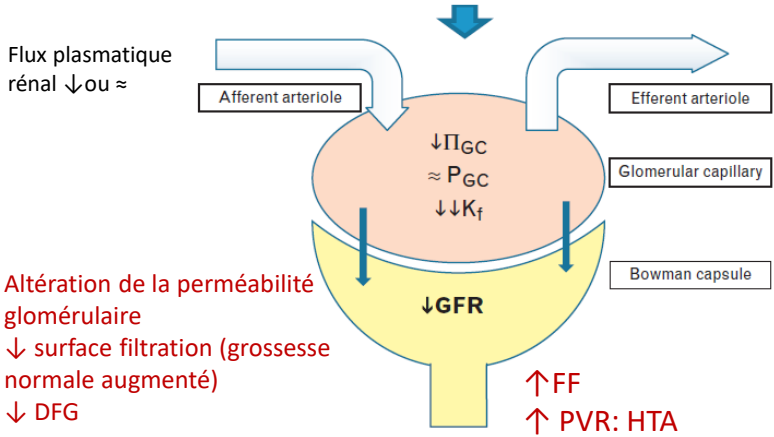 Flux plasmatique
rénal ↓ou ≈
Afferent arteriole
Efferent arteriole
↓ΠGC
≈ PGC
↓↓Kf
Glomerular capillary
Bowman capsule
↓GFR
Altération de la perméabilité
glomérulaire
↓ surface filtration (grossesse
normale augmenté)
↓ DFG
↑FF
↑ PVR: HTA